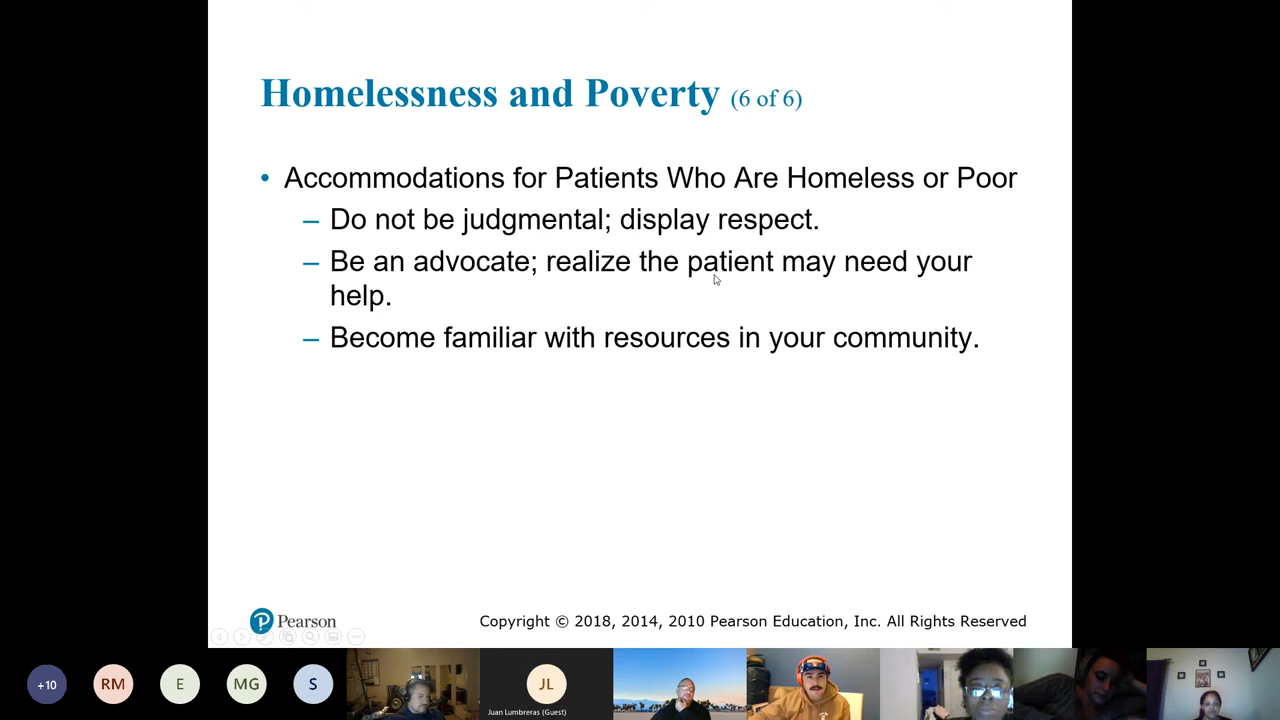 Homelessness and Poverty (6 of 6)
• Accommodations for Patients Who Are Homeless or Poor
– Do not be judgmental; display respect.
– Be an advocate; realize the patient may need your
help.
– Become familiar with resources in your community.
Pearson
Copyright © 2018, 2014, 2010 Pearson Education, Inc. All Rights Reserved
+10
RM
E
MG
S
JL
Juan Lumbreras (Guest)